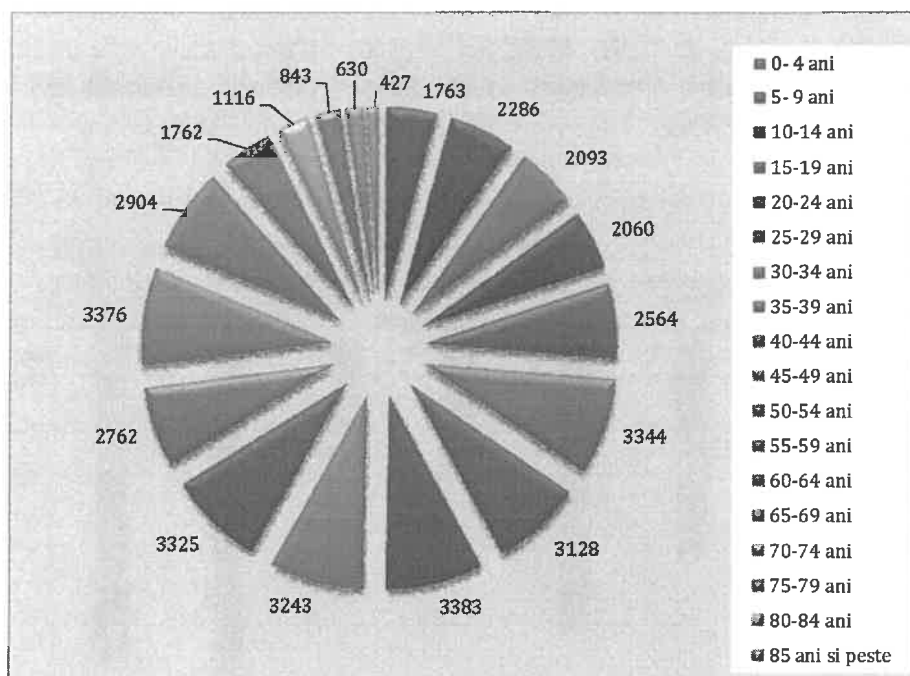 427
630
843
1116
1762
2904
3376
2762
3325
3243
3383
3128
3344
2564
2060
2093
2286
1763
0- 4 ani
5- 9 ani
10-14 ani
15-19 ani
20-24 ani
25-29 ani
30-34 ani
35-39 ani
40-44 ani
45-49 ani
50-54 ani
55-59 ani
60-64 ani
65-69 ani
70-74 ani
75-79 ani
80-84 ani
85 ani si peste